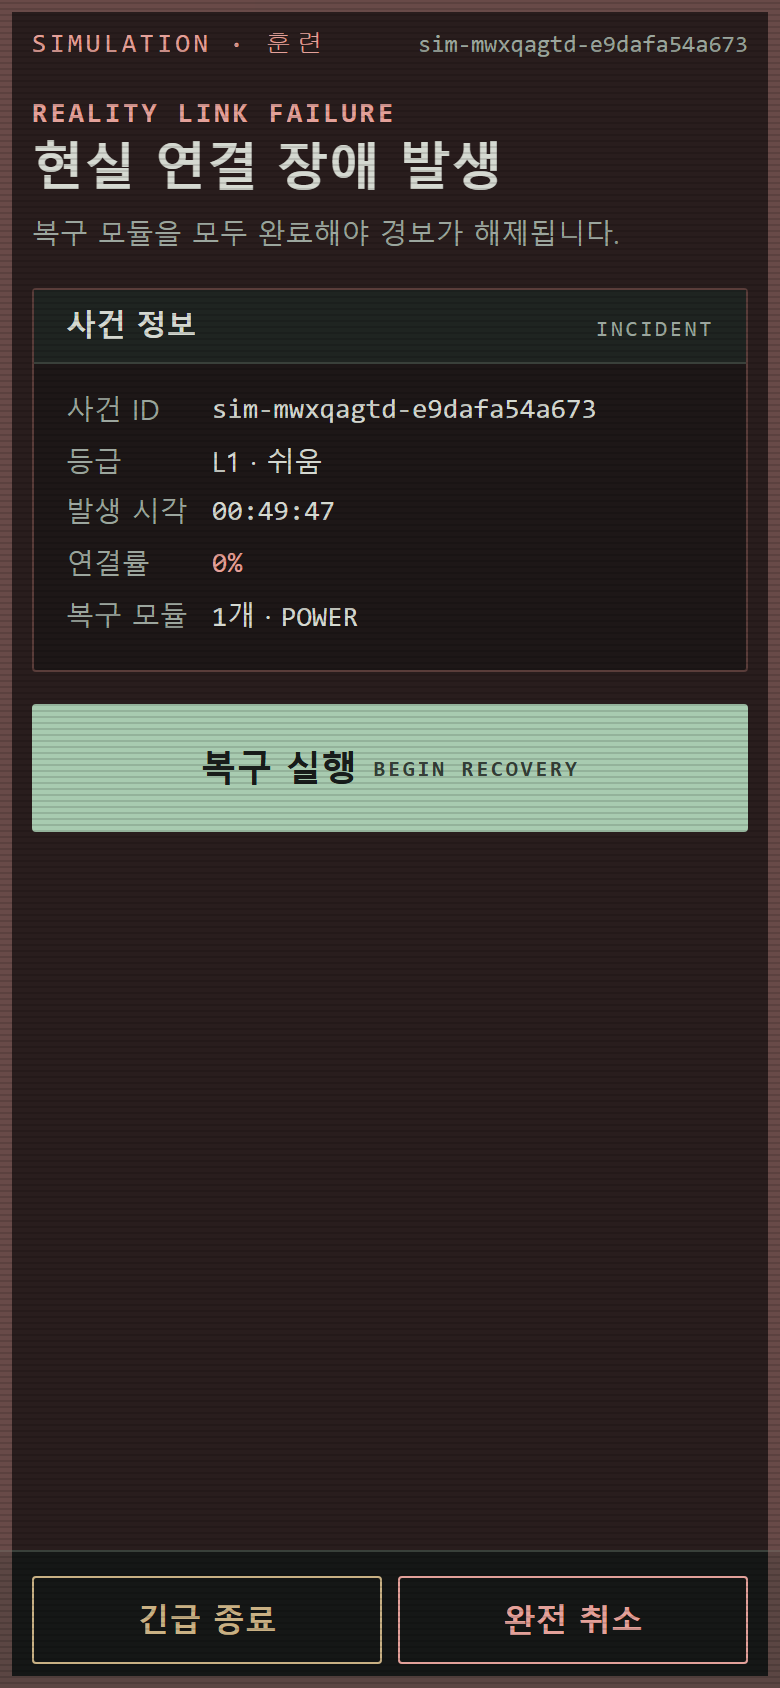 SIMULATION · 훈련
sim-mwxqagtd-e9dafa54a673
REALITY LINK FAILURE
현실 연결 장애 발생
복구 모듈을 모두 완료해야 경보가 해제됩니다.
사건 정보
INCIDENT
사건 ID sim-mwxqagtd-e9dafa54a673
등급 L1 · 쉬움
발생 시각 00:49:47
연결률 0%
복구 모듈 1개 · POWER
복구 실행 BEGIN RECOVERY
긴급 종료
완전 취소